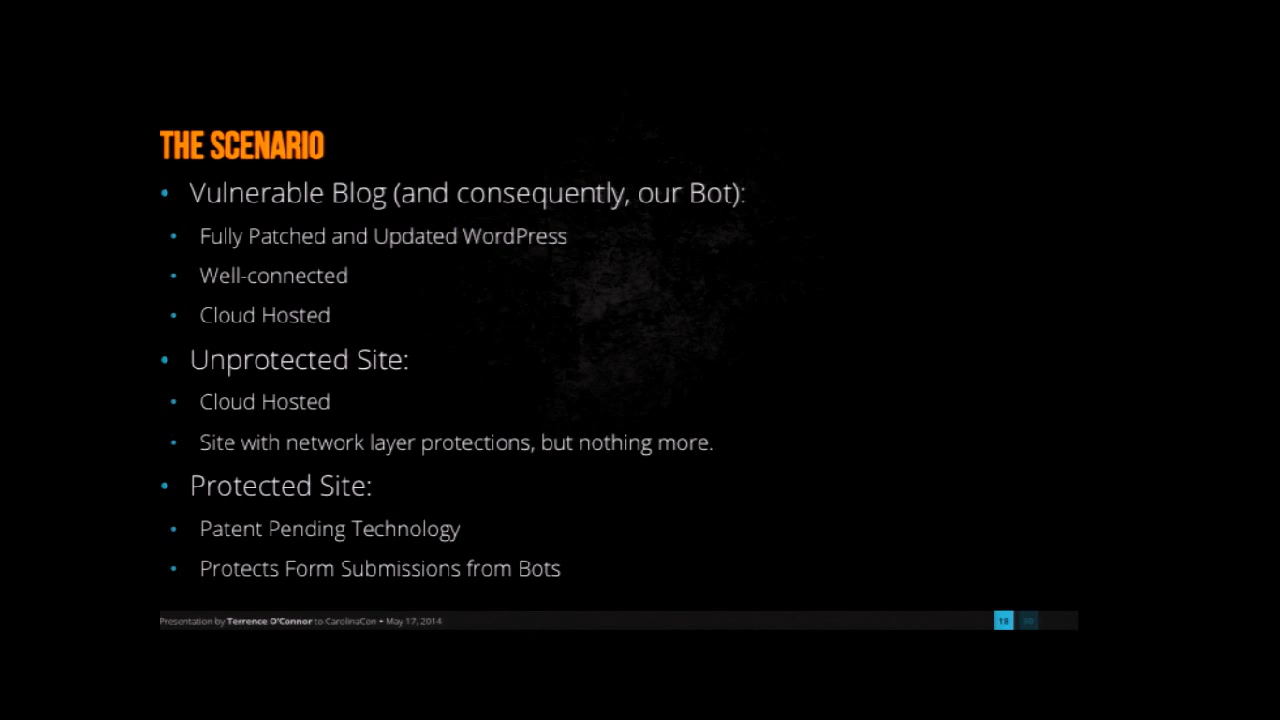 THE SCENARIO
• Vulnerable Blog (and consequently, our Bot):
• Fully Patched and Updated WordPress
• Well-connected
• Cloud Hosted
• Unprotected Site:
• Cloud Hosted
• Site with network layer protections, but nothing more.
• Protected Site:
• Patent Pending Technology
• Protects Form Submissions from Bots
Presentation by Terrence O'Connor to CarolinaCon • May 17, 2014
18